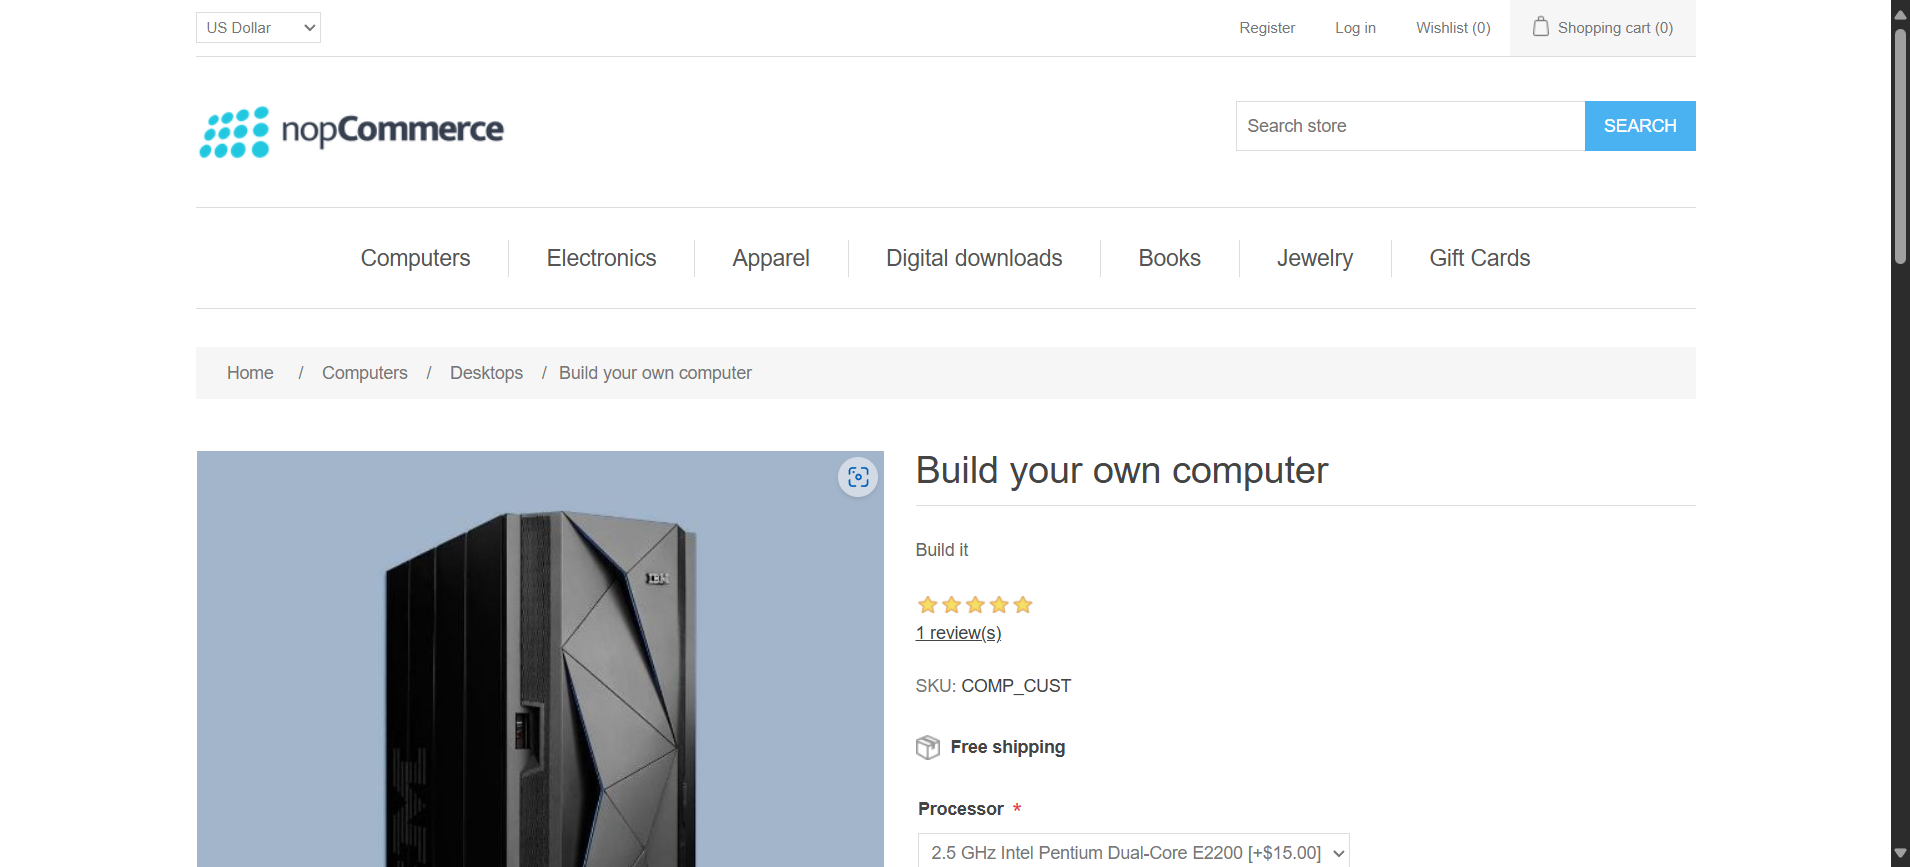 US Dollar
Register
Log in
Wishlist (0)
Shopping cart (0)
nopCommerce
Search store
SEARCH
Computers
Electronics
Apparel
Digital downloads
Books
Jewelry
Gift Cards
Home / Computers / Desktops / Build your own computer
Build your own computer
IBM
Build it
1 review(s)
SKU: COMP_CUST
Free shipping
Processor *
2.5 GHz Intel Pentium Dual-Core E2200 [+$15.00]